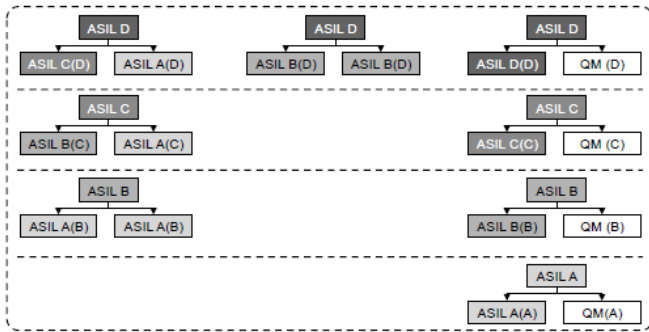 ASIL D ASIL D ASIL D
ASIL C(D) ASIL A(D) ASIL B(D) ASIL B(D) ASIL D(D) QM (D)
ASIL C ASIL C
ASIL B(C) ASIL A(C) ASIL C(C) QM (C)
ASIL B ASIL B
ASIL A(B) ASIL A(B) ASIL B(B) QM (B)
ASIL A
ASIL A(A) QM(A)